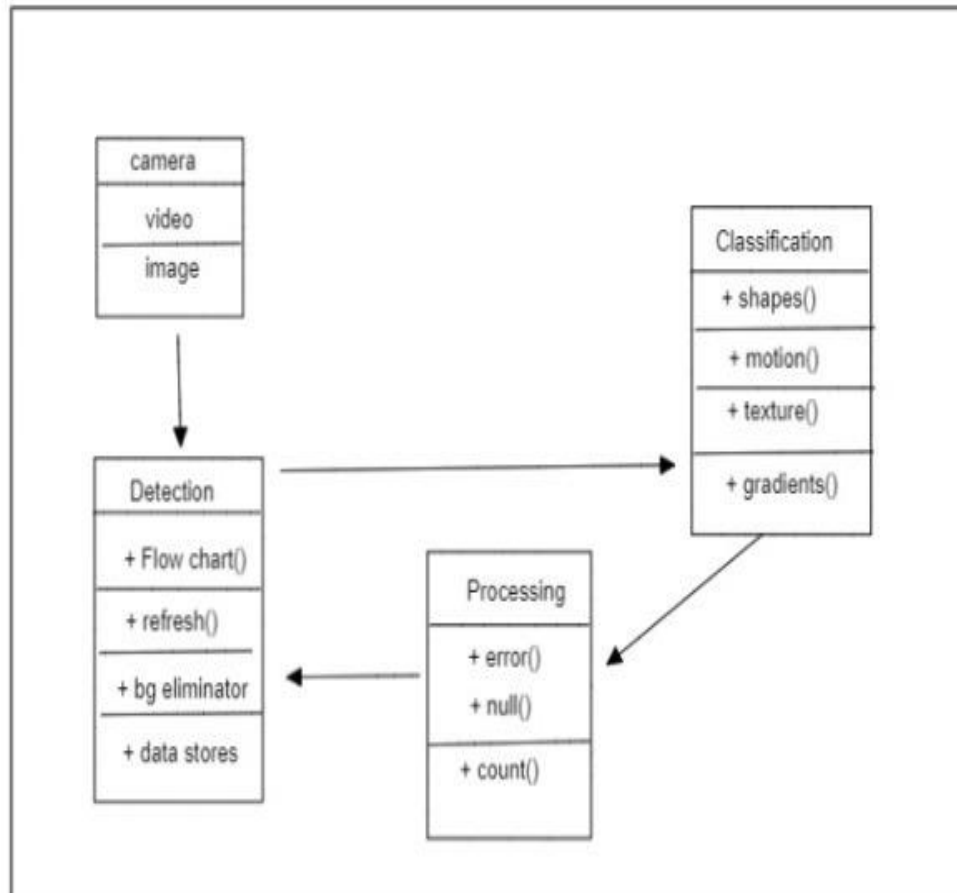 camera
video
image
Classification
+ shapes()
+ motion()
+ texture()
+ gradients()
Detection
+ Flow chart()
+ refresh()
+ bg eliminator
+ data stores
Processing
+ error()
+ null()
+ count()